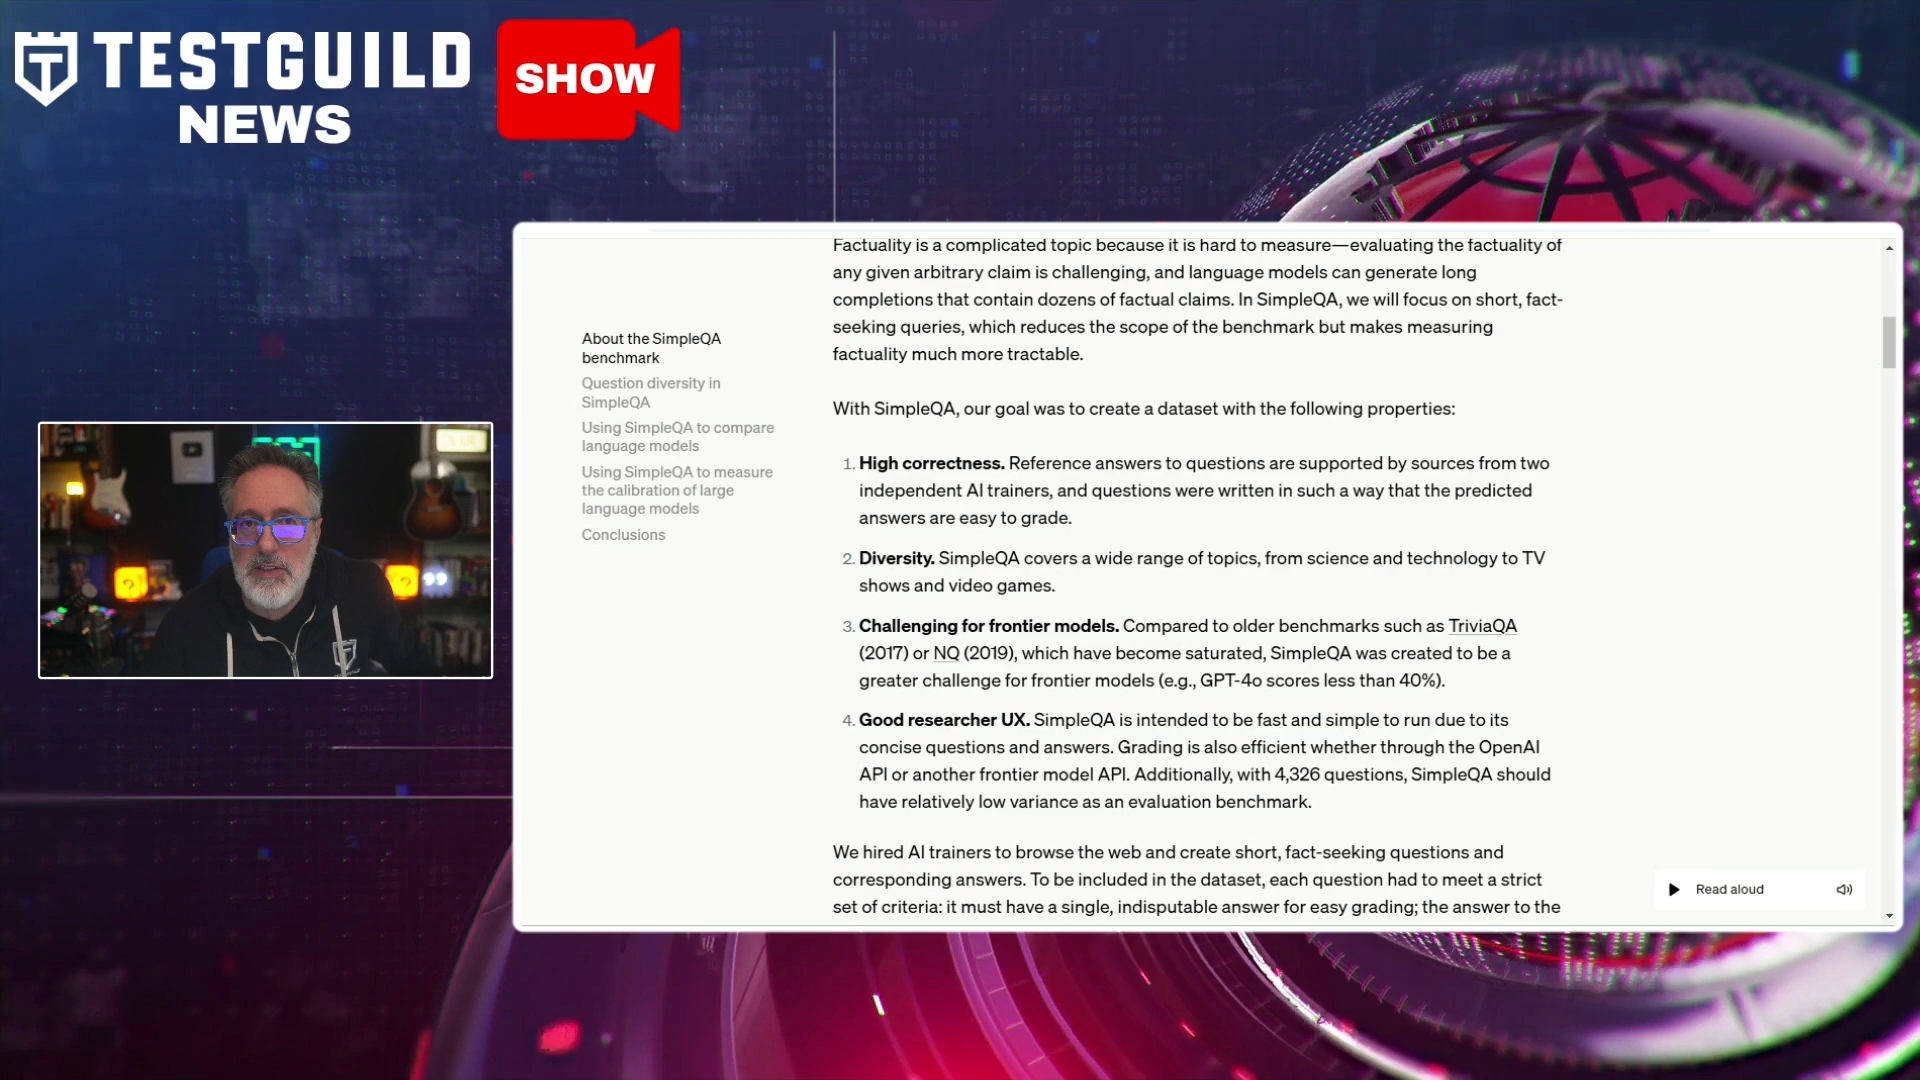 TESTGUILD
NEWS
SHOW
About the SimpleQA
benchmark
Question diversity in
SimpleQA
Using SimpleQA to compare
language models
Using SimpleQA to measure
the calibration of large
language models
Conclusions
Factuality is a complicated topic because it is hard to measure—evaluating the factuality of
any given arbitrary claim is challenging, and language models can generate long
completions that contain dozens of factual claims. In SimpleQA, we will focus on short, fact-
seeking queries, which reduces the scope of the benchmark but makes measuring
factuality much more tractable.
With SimpleQA, our goal was to create a dataset with the following properties:
1. High correctness. Reference answers to questions are supported by sources from two
independent AI trainers, and questions were written in such a way that the predicted
answers are easy to grade.
2. Diversity. SimpleQA covers a wide range of topics, from science and technology to TV
shows and video games.
3. Challenging for frontier models. Compared to older benchmarks such as TriviaQA
(2017) or NQ (2019), which have become saturated, SimpleQA was created to be a
greater challenge for frontier models (e.g., GPT-4o scores less than 40%).
4. Good researcher UX. SimpleQA is intended to be fast and simple to run due to its
concise questions and answers. Grading is also efficient whether through the OpenAI
API or another frontier model API. Additionally, with 4,326 questions, SimpleQA should
have relatively low variance as an evaluation benchmark.
We hired AI trainers to browse the web and create short, fact-seeking questions and
corresponding answers. To be included in the dataset, each question had to meet a strict
set of criteria: it must have a single, indisputable answer for easy grading; the answer to the
Read aloud